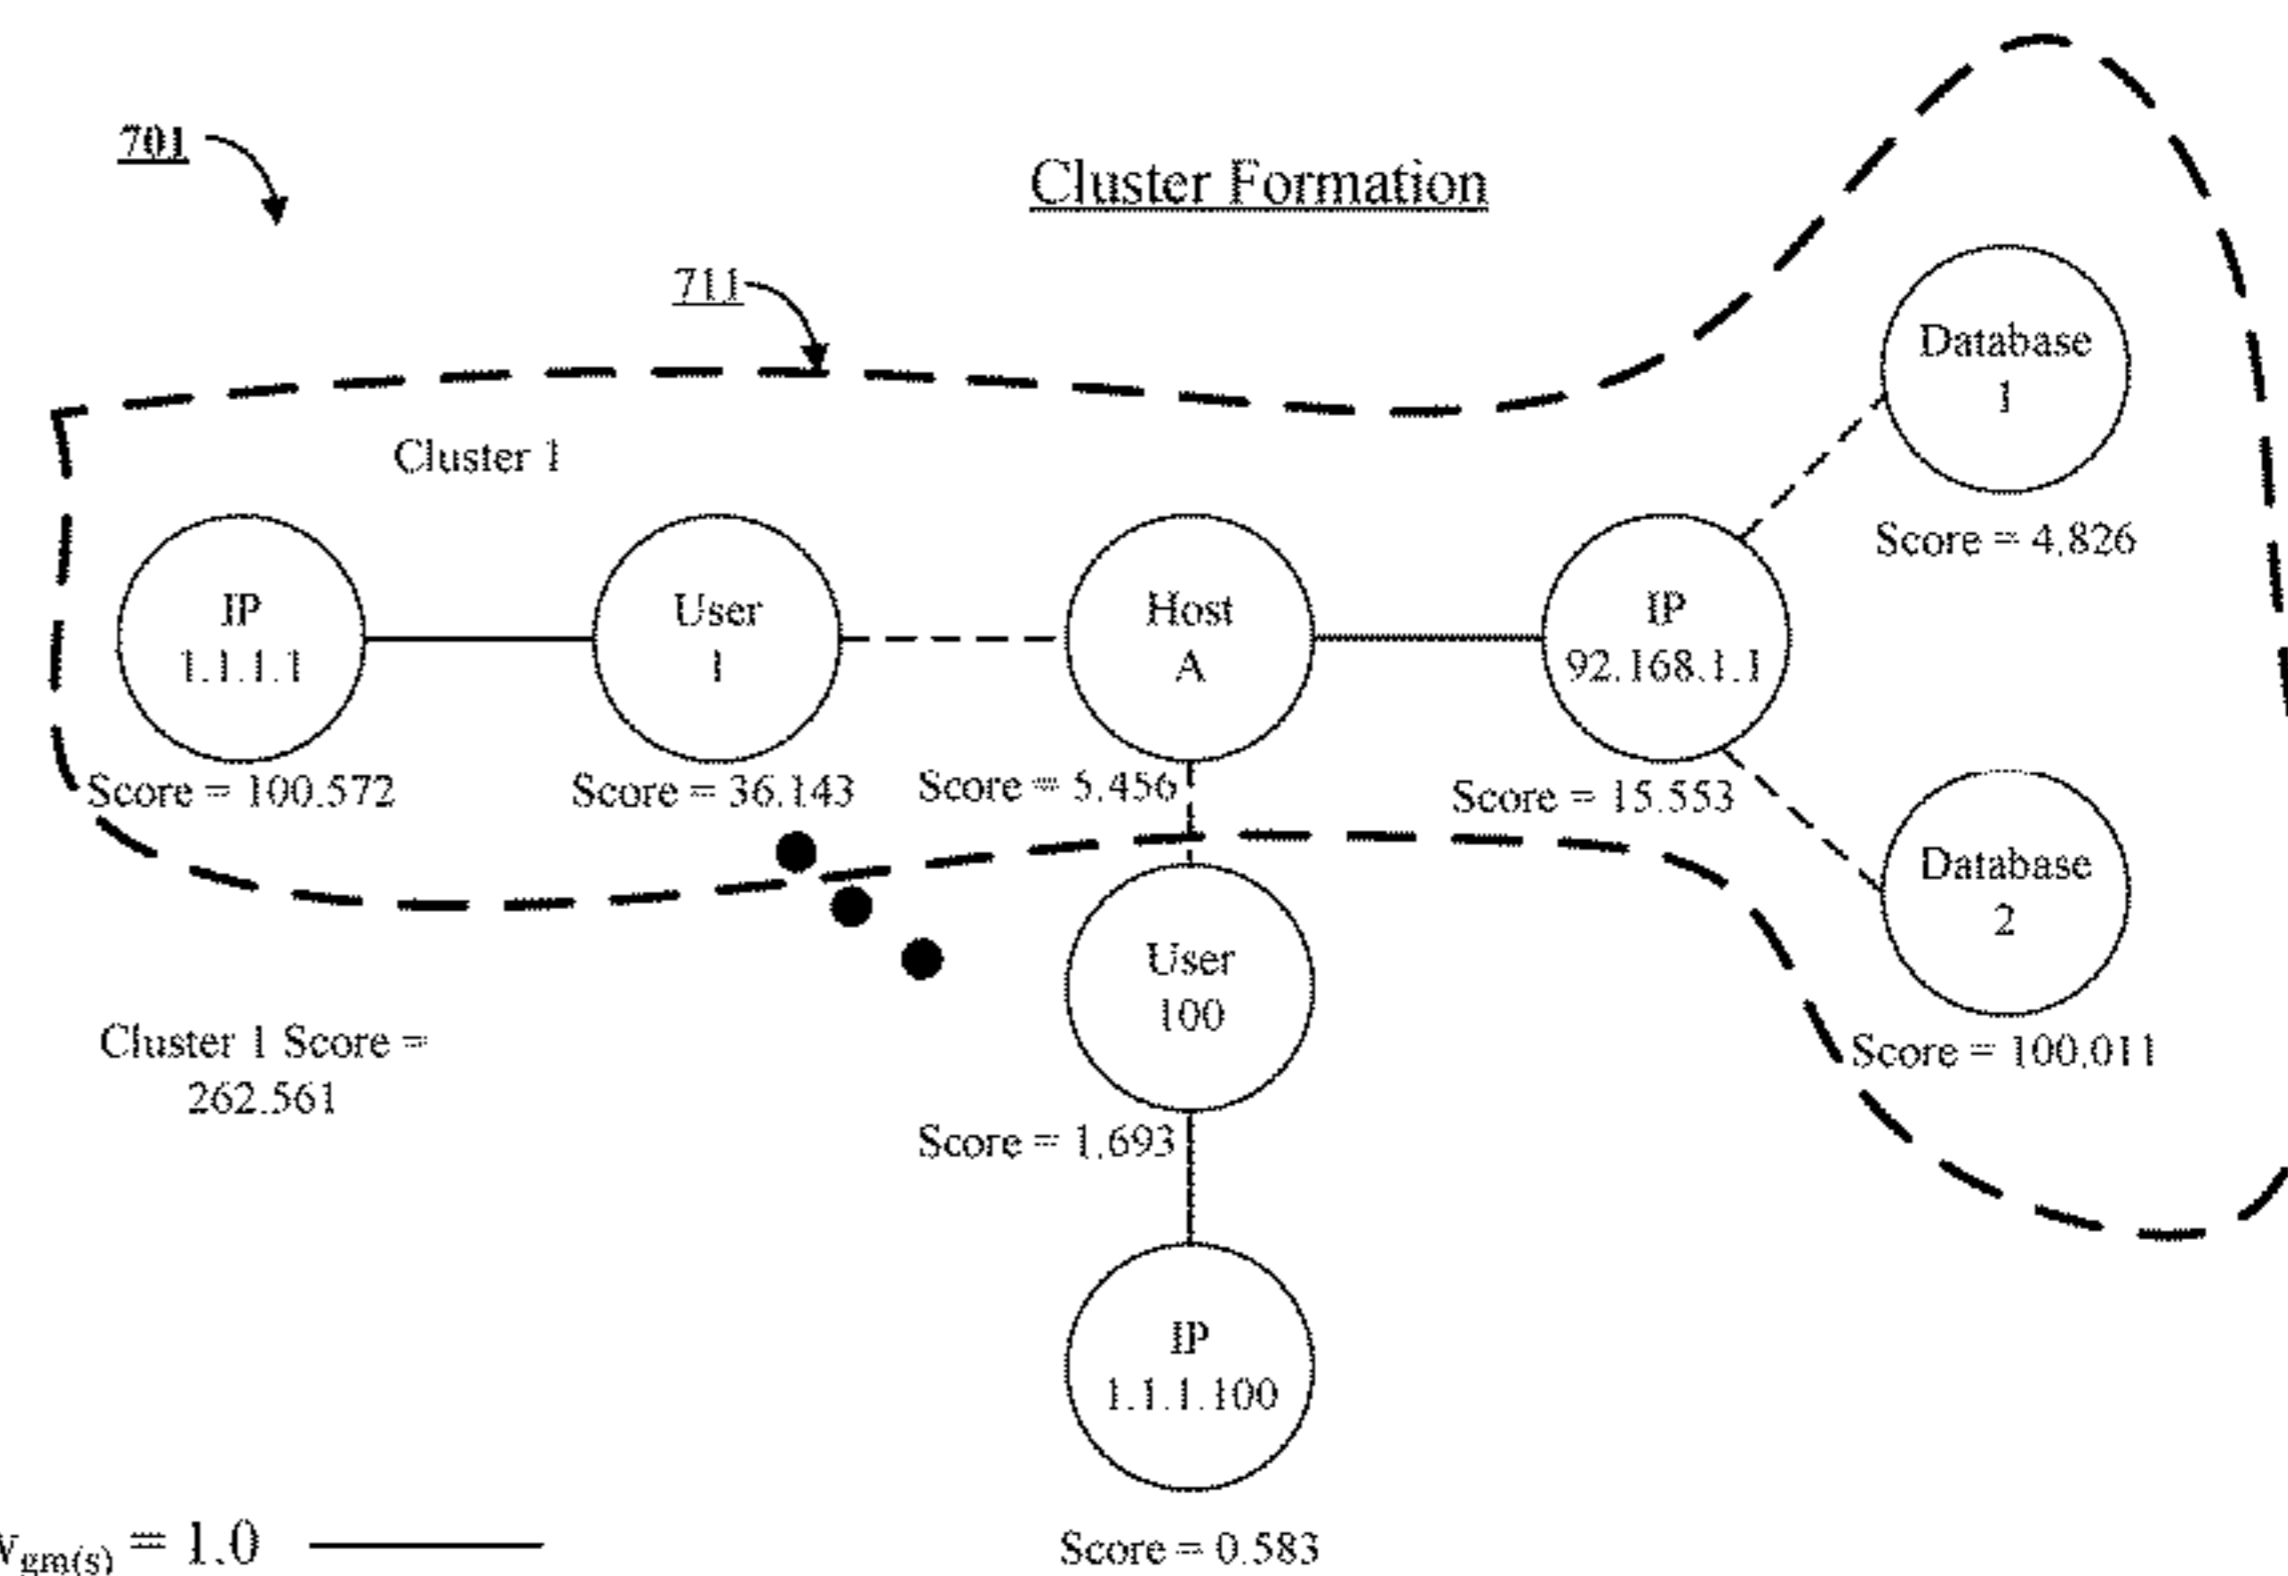 701
Cluster Formation
711
Database
1
Cluster 1
Score = 4.826
IP
1.1.1.1
User
1
Host
A
IP
92.168.1.1
Score = 100.572
Score = 36.143
Score = 5.456
Score = 15.553
Database
2
User
100
Cluster 1 Score =
262.561
Score = 100.011
Score = 1.693
IP
1.1.1.100
gm(s) = 1.0
Score = 0.583